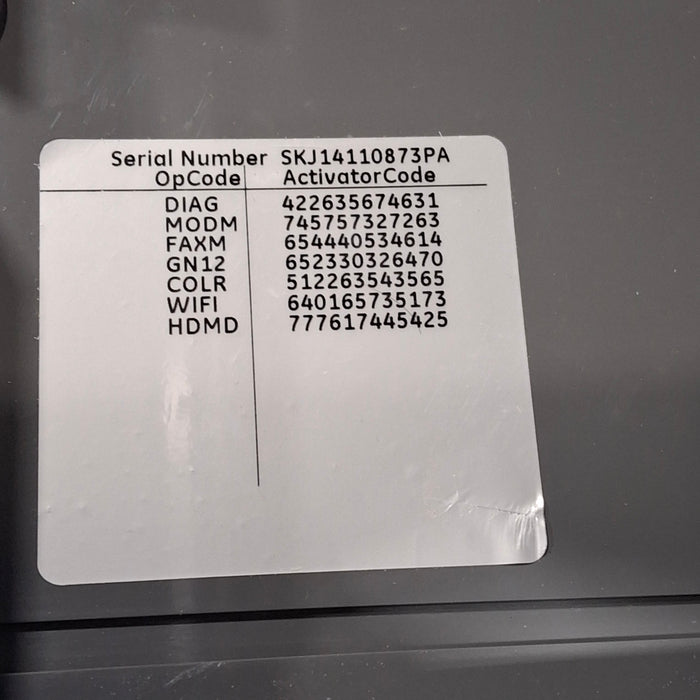 Serial Number SKJ14110873PA
OpCode ActivatorCode
DIAG 422635674631
MODM 745757327263
FAXM 654440534614
GN12 652330326470
COLR 512263543565
WIFI 640165735173
HDMD 777617445425